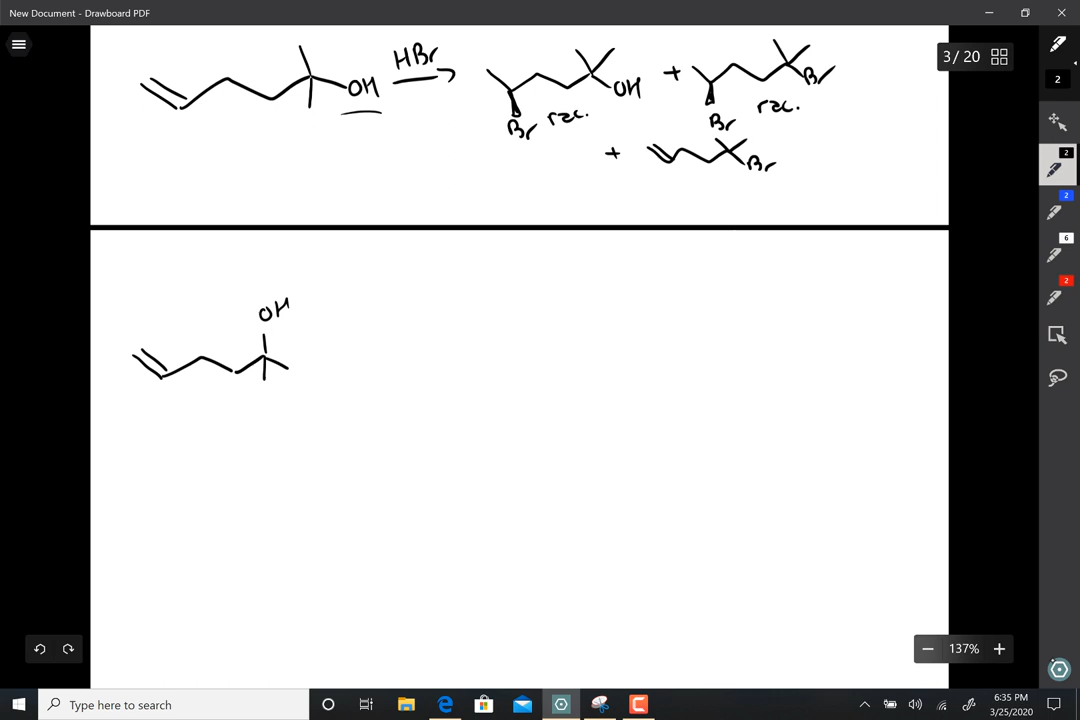 New Document - Drawboard PDF
3 / 20
HBr
OH
OH
+
Br
Br
rac.
Br
rac.
+
Br
2
2
2
6
2
OH
137%
Type here to search
6:35 PM
3/25/2020